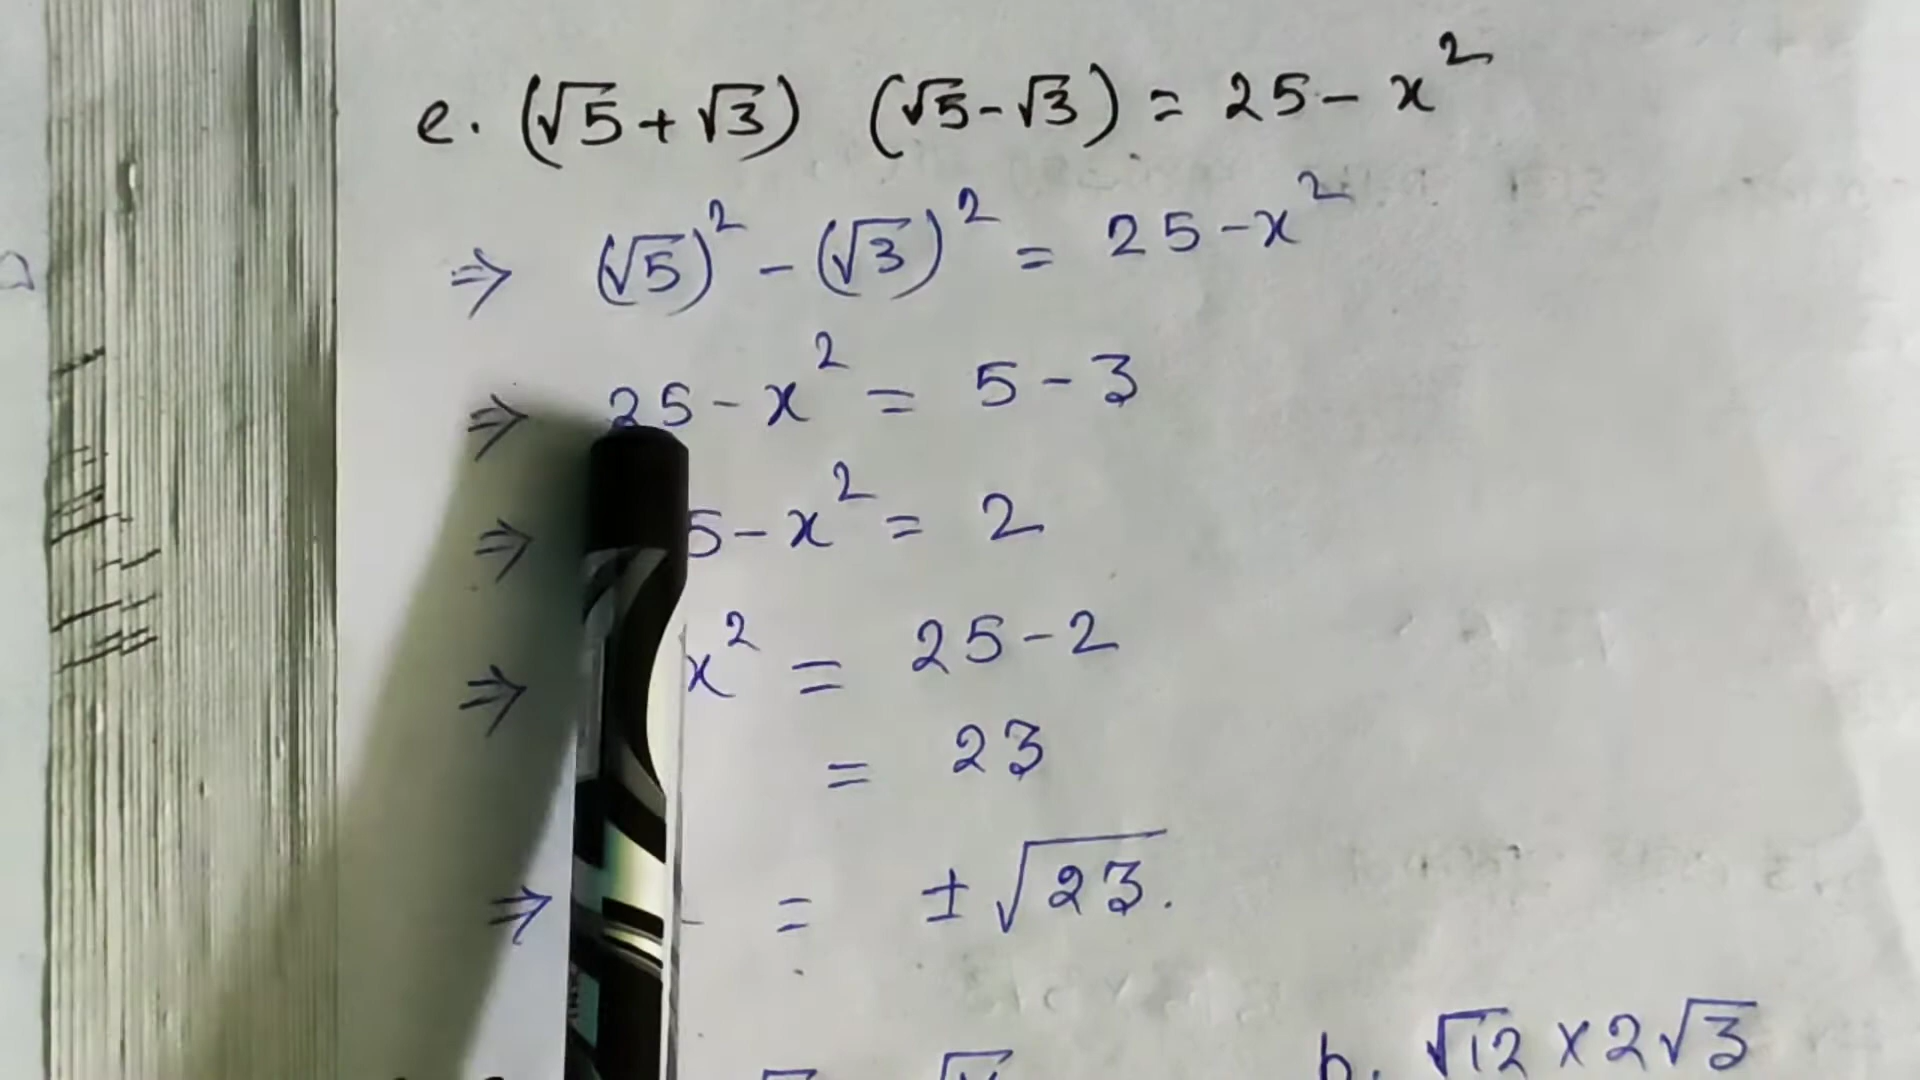 e. (√5+√3) (√5-√3) = 25-x²
⇒ (√5)² - (√3)² = 25-x²
⇒ 25-x² = 5-3
⇒ 5-x² = 2
⇒ x² = 25-2
= 23
⇒ = ±√23.
b. √12 × 2√3